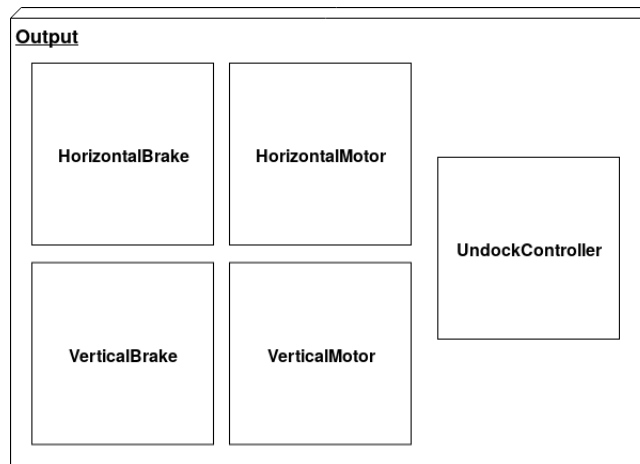 Output
HorizontalBrake
HorizontalMotor
UndockController
VerticalBrake
VerticalMotor